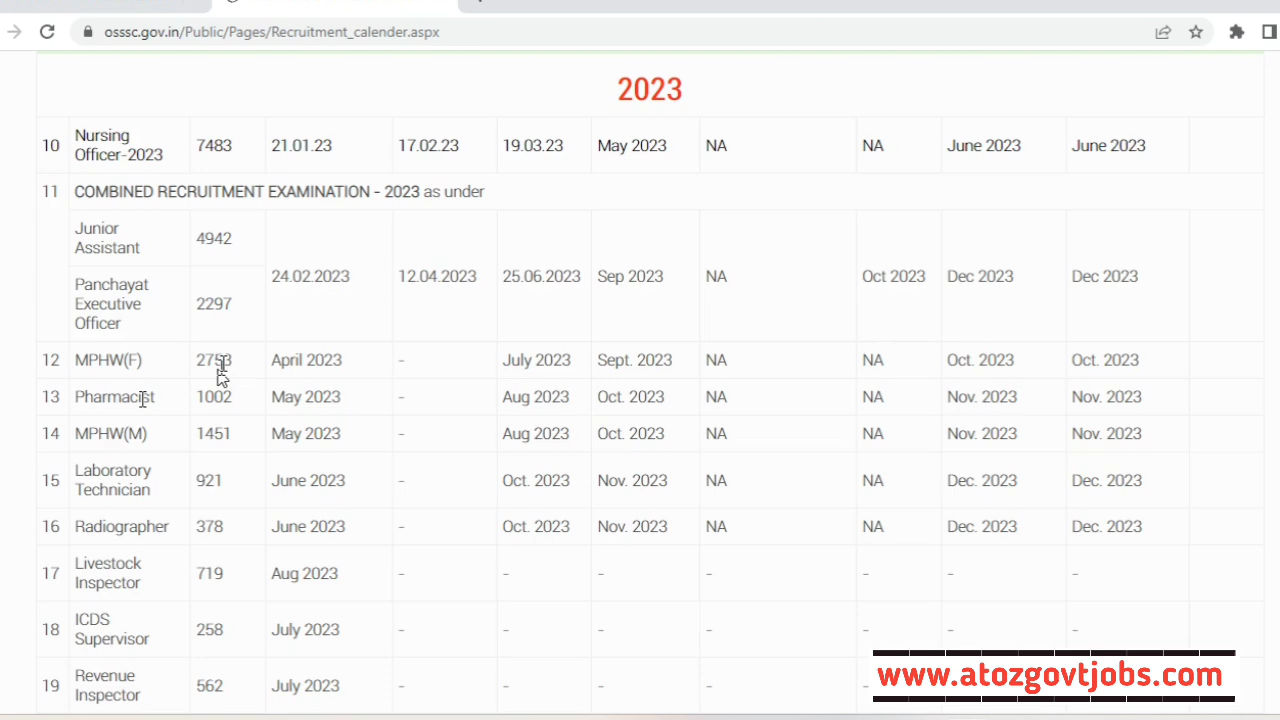 osssc.gov.in/Public/Pages/Recruitment_calender.aspx
2023
10 Nursing Officer-2023 7483 21.01.23 17.02.23 19.03.23 May 2023 NA NA June 2023 June 2023
11 COMBINED RECRUITMENT EXAMINATION - 2023 as under
Junior Assistant 4942
24.02.2023 12.04.2023 25.06.2023 Sep 2023 NA Oct 2023 Dec 2023 Dec 2023
Panchayat Executive Officer 2297
12 MPHW(F) 2753 April 2023 - July 2023 Sept. 2023 NA NA Oct. 2023 Oct. 2023
13 Pharmacist 1002 May 2023 - Aug 2023 Oct. 2023 NA NA Nov. 2023 Nov. 2023
14 MPHW(M) 1451 May 2023 - Aug 2023 Oct. 2023 NA NA Nov. 2023 Nov. 2023
15 Laboratory Technician 921 June 2023 - Oct. 2023 Nov. 2023 NA NA Dec. 2023 Dec. 2023
16 Radiographer 378 June 2023 - Oct. 2023 Nov. 2023 NA NA Dec. 2023 Dec. 2023
17 Livestock Inspector 719 Aug 2023 - - - - - - -
18 ICDS Supervisor 258 July 2023 - - - - - - -
19 Revenue Inspector 562 July 2023 - - - - -
www.atozgovtjobs.com